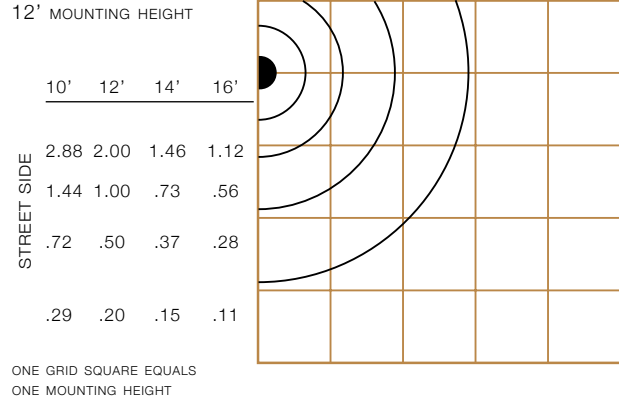 12’ MOUNTING HEIGHT
10’ 12’ 14’ 16’
STREET SIDE
2.88 2.00 1.46 1.12
1.44 1.00 .73 .56
.72 .50 .37 .28
.29 .20 .15 .11
ONE GRID SQUARE EQUALS
ONE MOUNTING HEIGHT